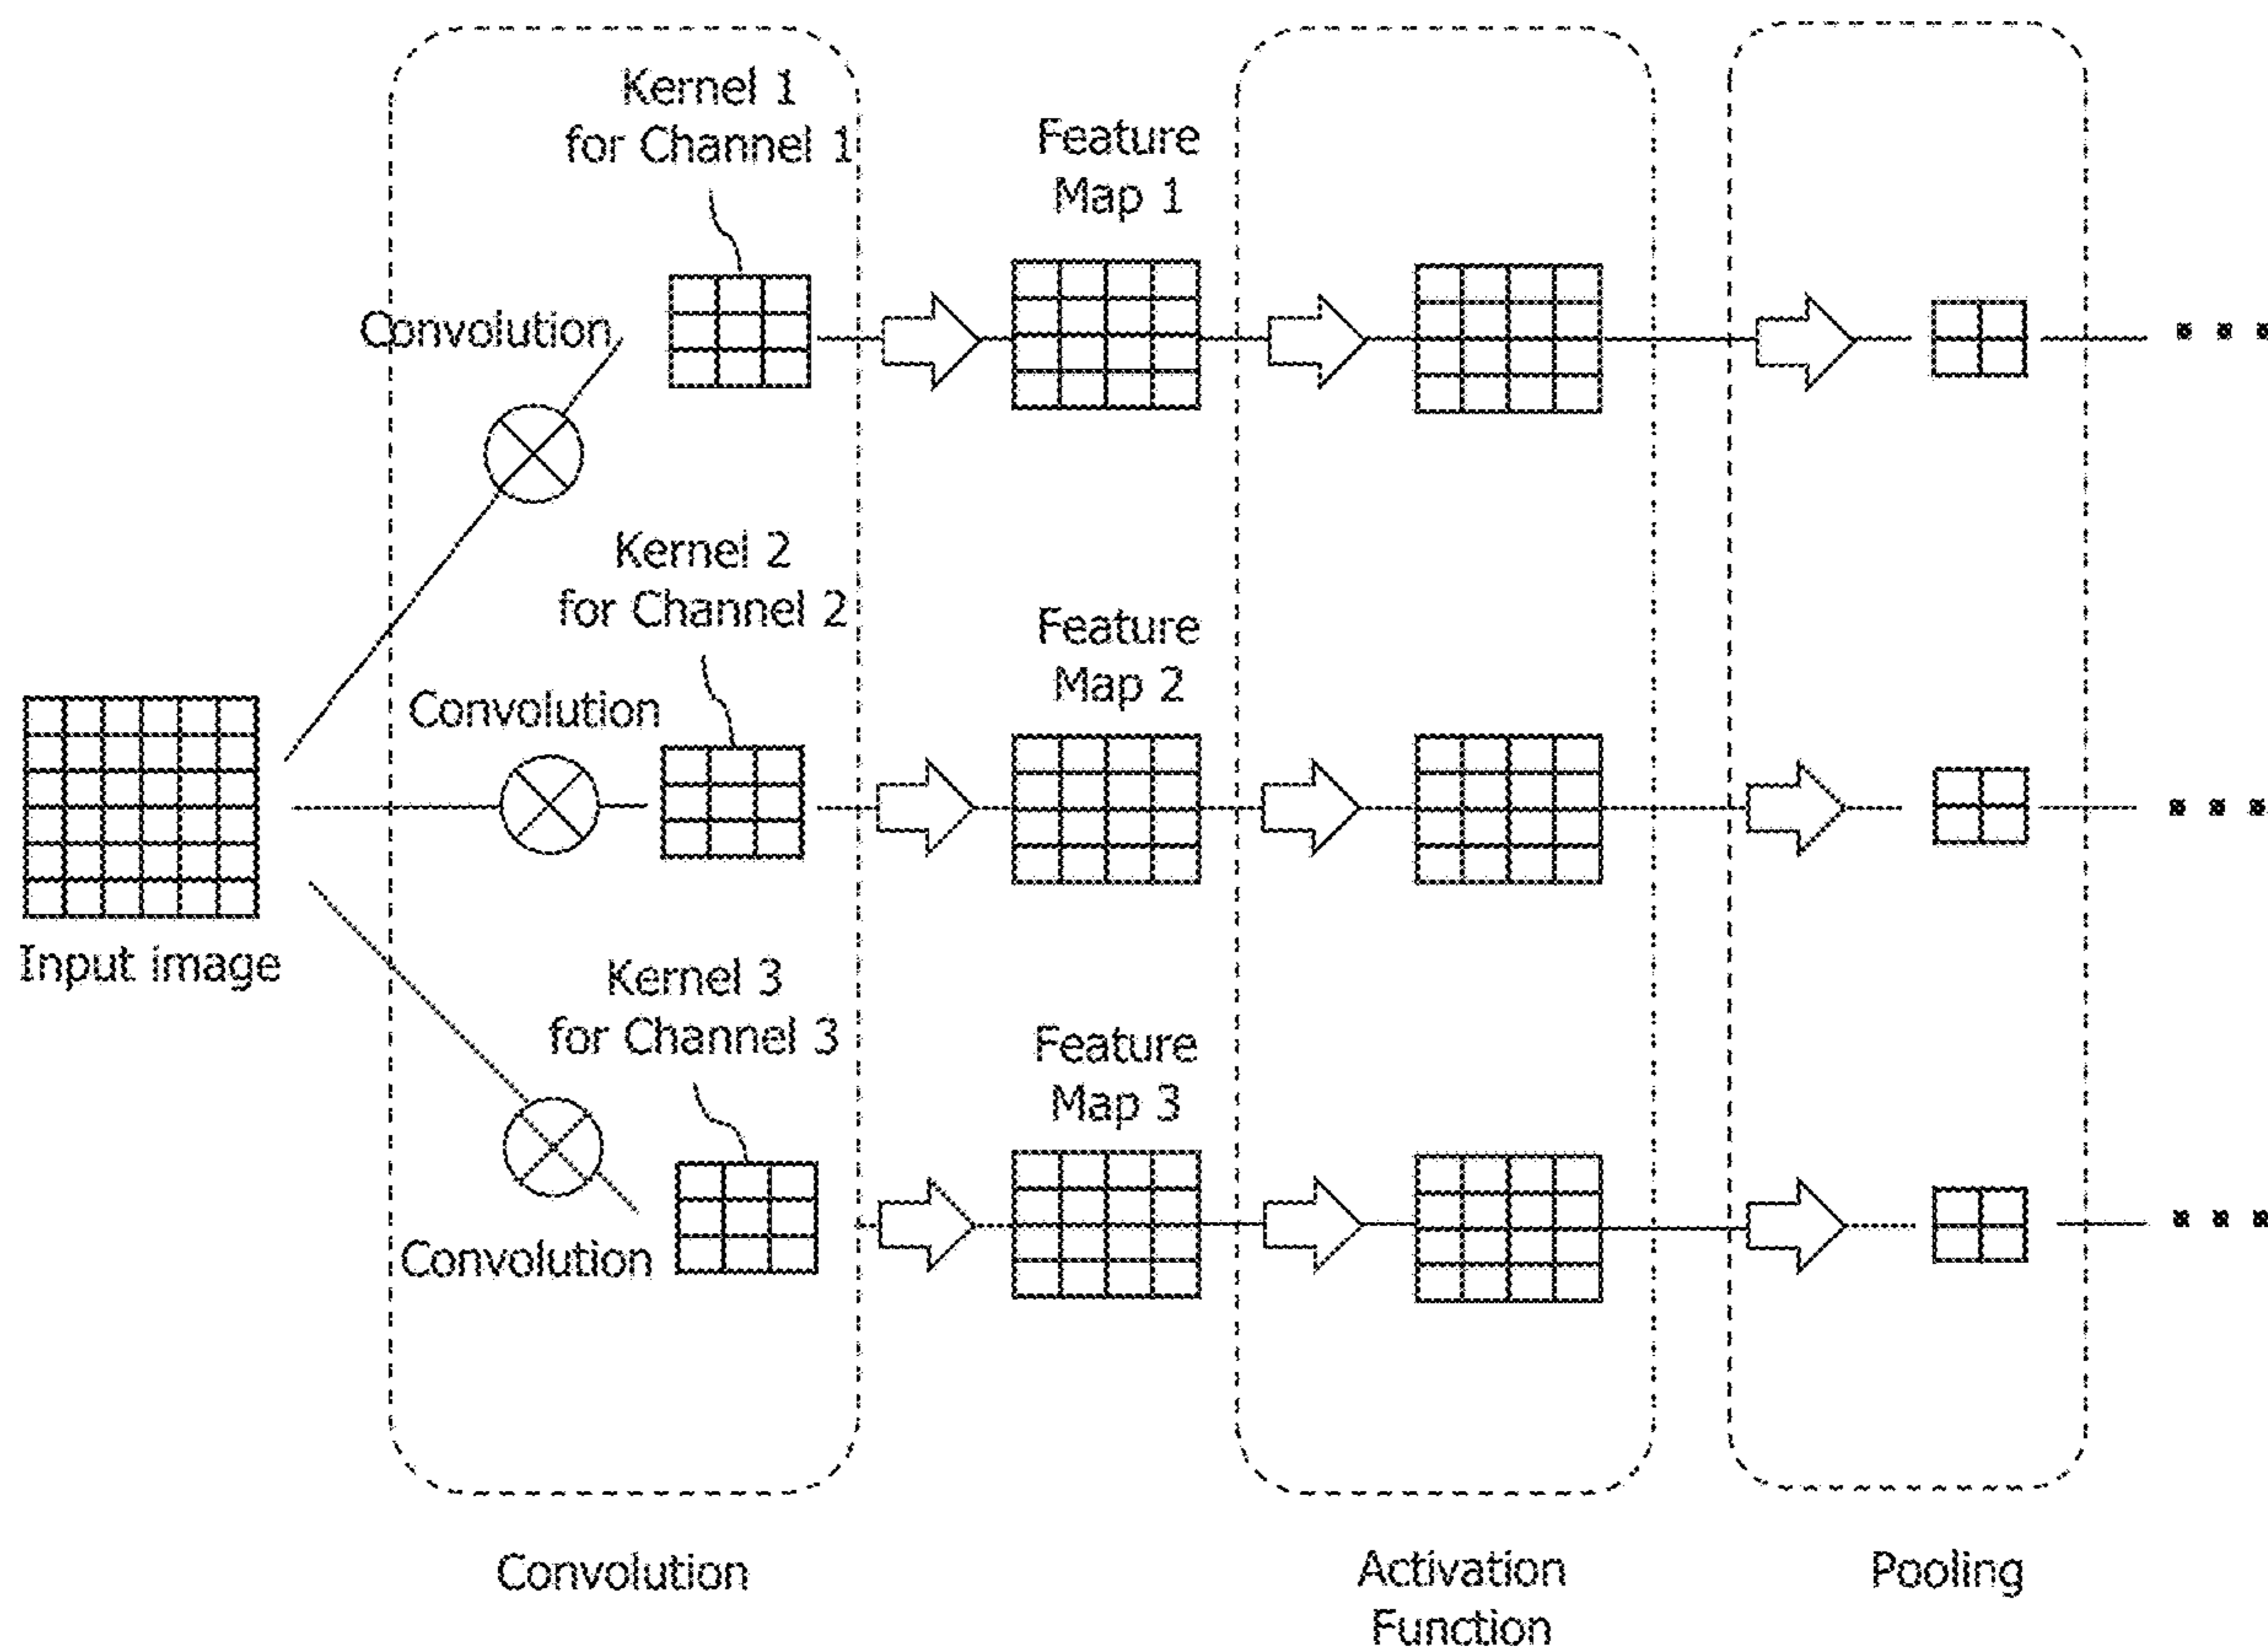 Kernel 1
for Channel 1
Feature
Map 1
Convolution
Kernel 2
for Channel 2
Feature
Map 2
Convolution
Input image
Kernel 3
for Channel 3
Feature
Map 3
Convolution
Convolution
Activation
Function
Pooling